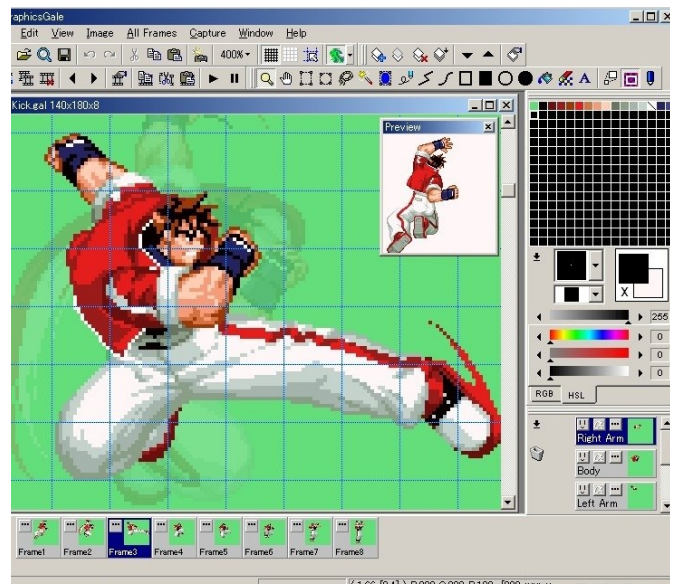 aphicsGale
Edit View Image All Frames Capture Window Help
400%
A
Kick.gal 140x180x8
Preview
X
255
0
0
0
RGB HSL
Right Arm
Body
Left Arm
Frame1 Frame2 Frame3 Frame4 Frame5 Frame6 Frame7 Frame8